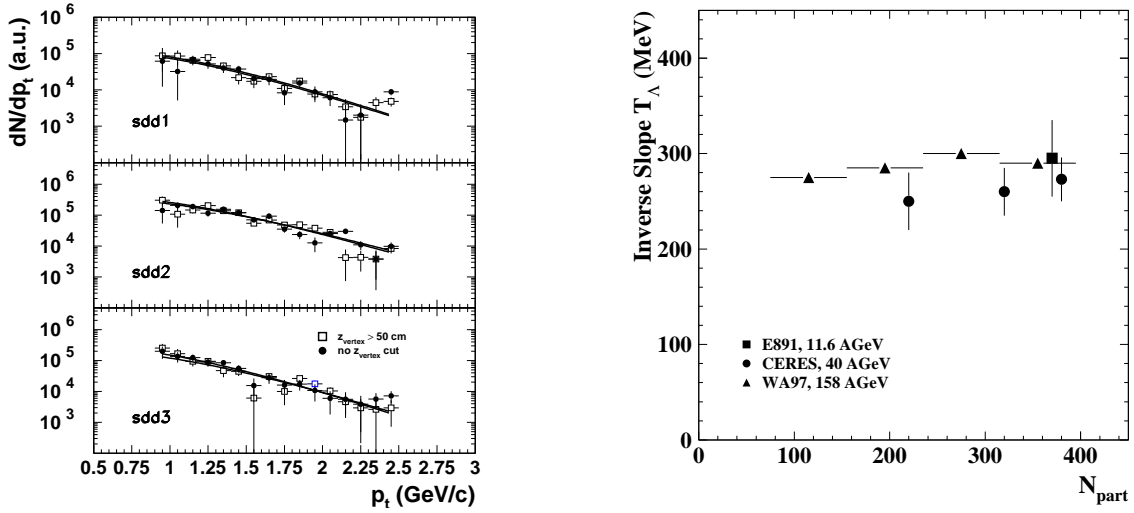 dN/dp_t (a.u.)
10^6
10^5
10^4
10^3
sdd1
10^6
10^5
10^4
10^3
sdd2
10^6
10^5
10^4
10^3
10^2
sdd3
z_vertex > 50 cm
no z_vertex cut
0.5 0.75 1 1.25 1.5 1.75 2 2.25 2.5 2.75 3
p_t (GeV/c)
Inverse Slope T_Λ (MeV)
400
300
200
100
0
E891, 11.6 AGeV
CERES, 40 AGeV
WA97, 158 AGeV
0 100 200 300 400
N_part